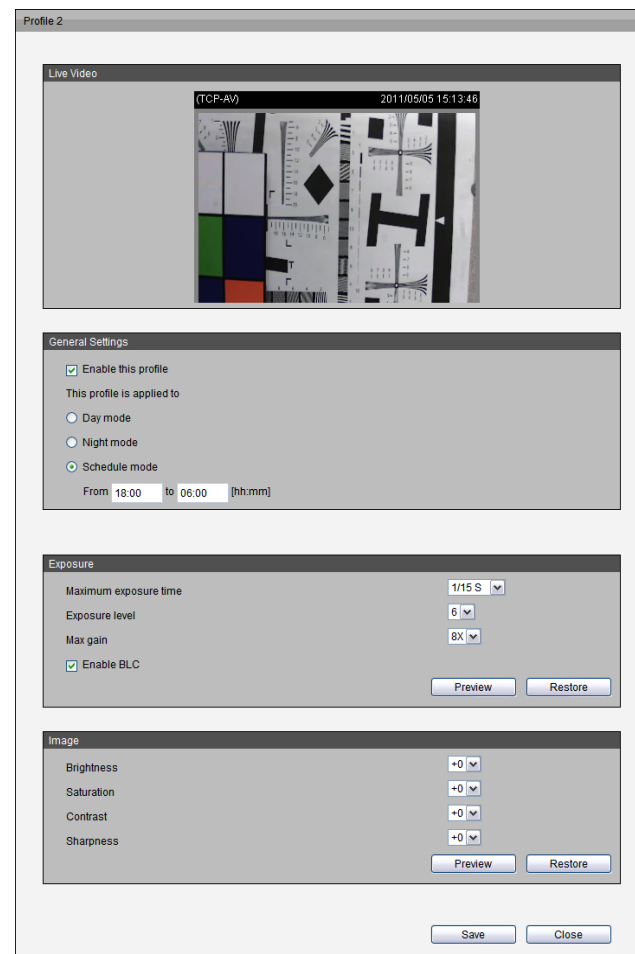 Profile 2
Live Video
(TCP-AV) 2011/05/05 15:13:46
General Settings
Enable this profile
This profile is applied to
Day mode
Night mode
Schedule mode
From 18:00 to 06:00 [hh:mm]
Exposure
Maximum exposure time 1/15 S
Exposure level 6
Max gain 8X
Enable BLC
Preview Restore
Image
Brightness +0
Saturation +0
Contrast +0
Sharpness +0
Preview Restore
Save Close